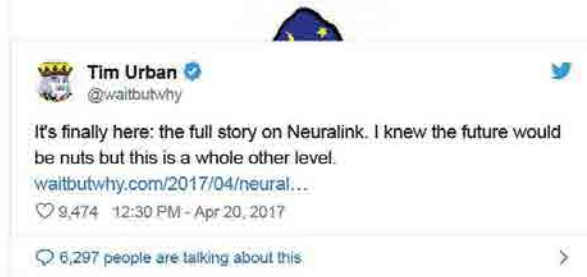 Tim Urban
@waitbutwhy
It's finally here: the full story on Neuralink. I knew the future would
be nuts but this is a whole other level.
waitbutwhy.com/2017/04/neural...
9,474 12:30 PM - Apr 20, 2017
6,297 people are talking about this